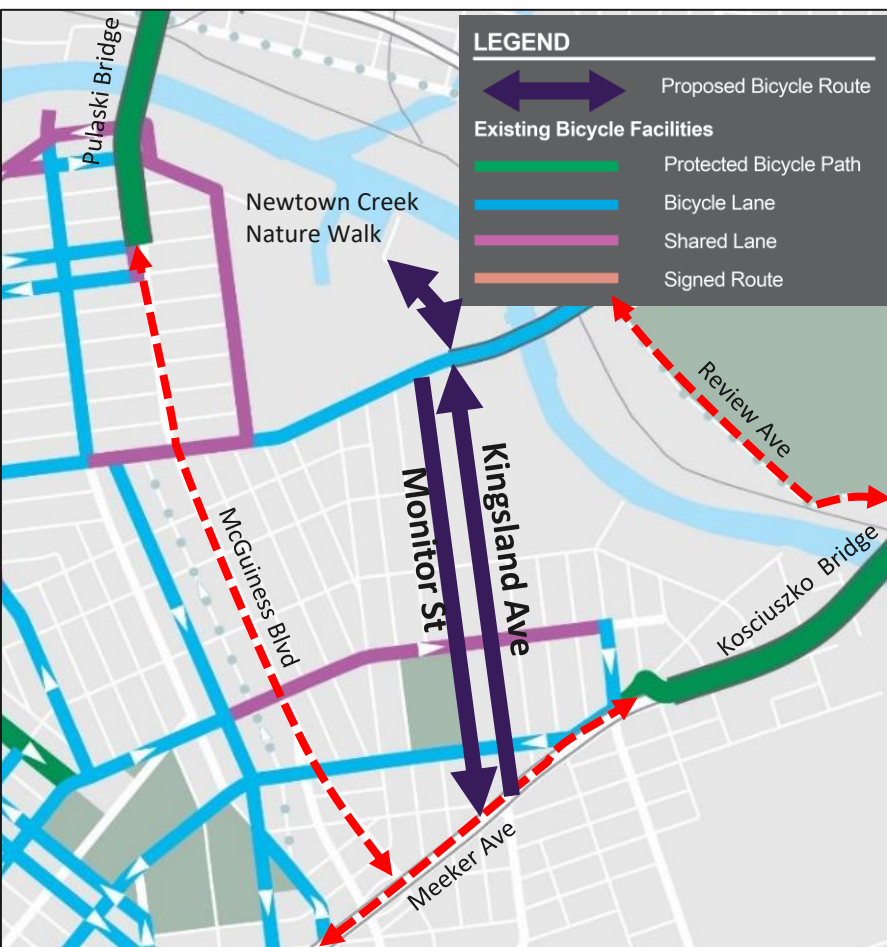 LEGEND
Proposed Bicycle Route
Existing Bicycle Facilities
Protected Bicycle Path
Bicycle Lane
Shared Lane
Signed Route
Pulaski Bridge
Newtown Creek
Nature Walk
Review Ave
Monitor St
Kingsland Ave
McGuiness Blvd
Kosciuszko Bridge
Meeker Ave